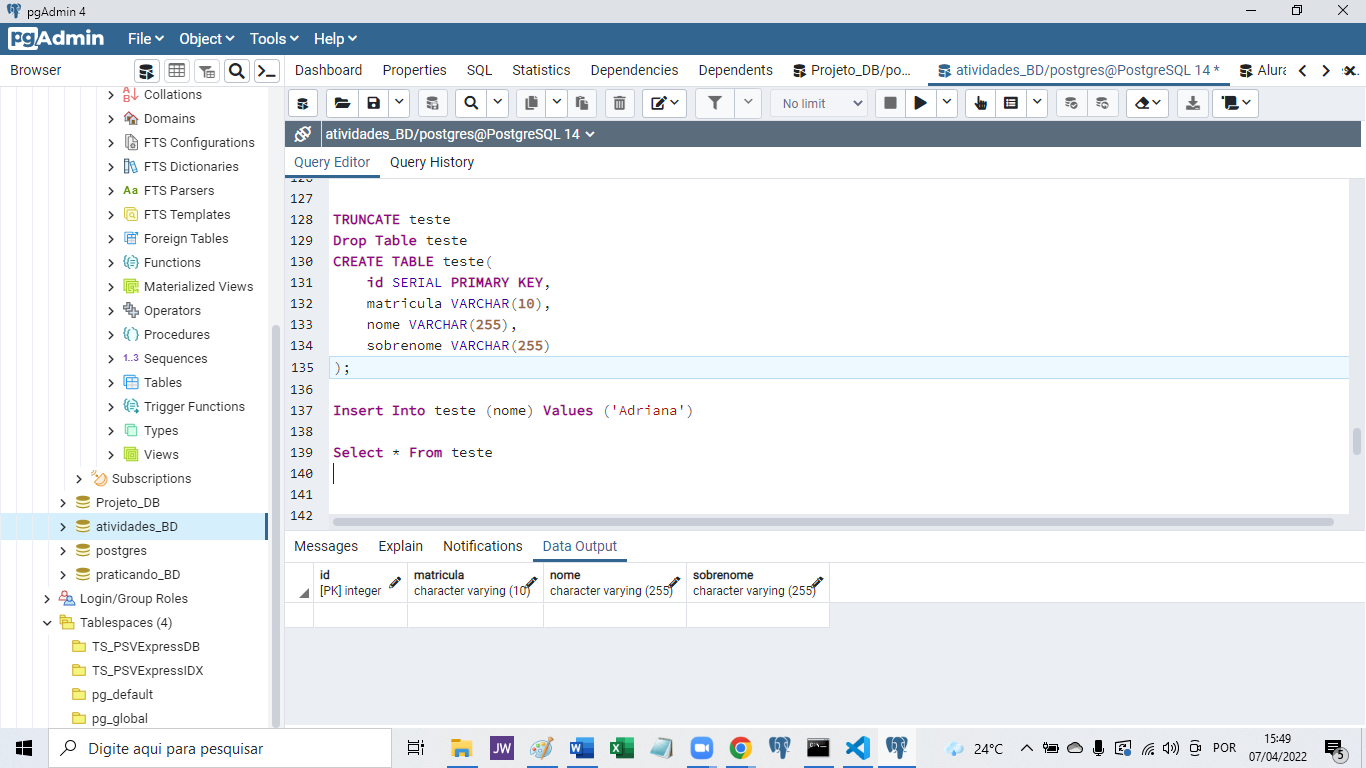 pgAdmin 4
pgAdmin File Object Tools Help
Browser
Dashboard Properties SQL Statistics Dependencies Dependents Projeto_DB/po... atividades_BD/postgres@PostgreSQL 14 * Alura
No limit
atividades_BD/postgres@PostgreSQL 14
Query Editor Query History
Collations
Domains
FTS Configurations
FTS Dictionaries
Aa FTS Parsers
FTS Templates
Foreign Tables
Functions
Materialized Views
Operators
Procedures
1..3 Sequences
Tables
Trigger Functions
Types
Views
Subscriptions
Projeto_DB
atividades_BD
postgres
praticando_BD
Login/Group Roles
Tablespaces (4)
TS_PSVExpressDB
TS_PSVExpressIDX
pg_default
pg_global
126
127
128 TRUNCATE teste
129 Drop Table teste
130 CREATE TABLE teste(
131 id SERIAL PRIMARY KEY,
132 matricula VARCHAR(10),
133 nome VARCHAR(255),
134 sobrenome VARCHAR(255)
135 );
136
137 Insert Into teste (nome) Values ('Adriana')
138
139 Select * From teste
140
141
142
Messages Explain Notifications Data Output
id matricula nome sobrenome
[PK] integer character varying (10) character varying (255) character varying (255)
Digite aqui para pesquisar
JW
24°C
POR
15:49
07/04/2022
5